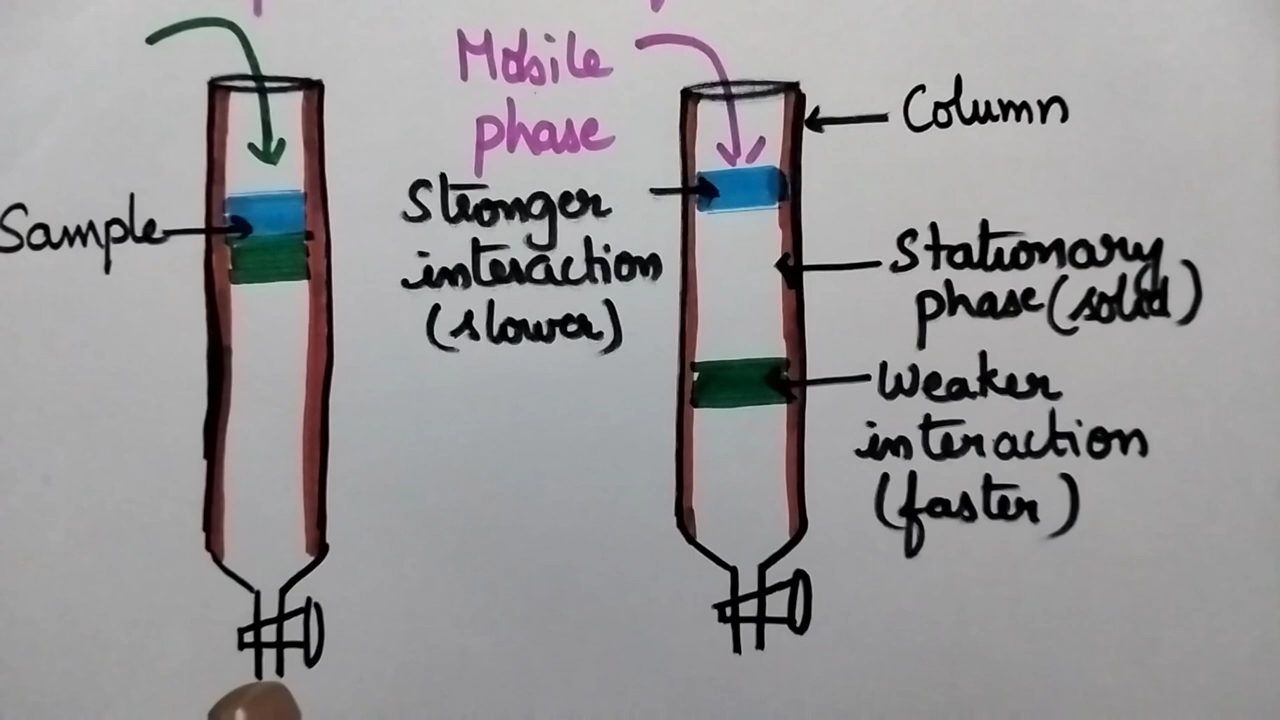 Mobile
phase
Column
Sample
Stronger
interaction
(slower)
Stationary
phase (solid)
Weaker
interaction
(faster)